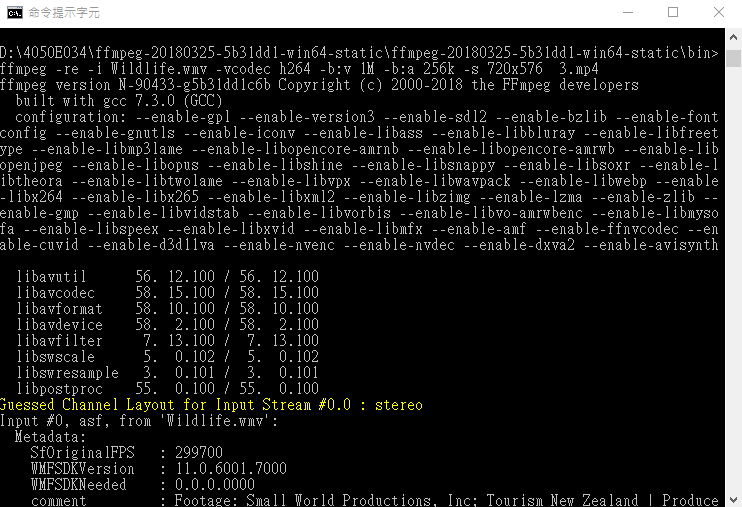 命令提示字元
D:\4050E034\ffmpeg-20180325-5b31dd1-win64-static\ffmpeg-20180325-5b31dd1-win64-static\bin>
ffmpeg -re -i Wildlife.wmv -vcodec h264 -b:v 1M -b:a 256k -s 720x576  3.mp4
ffmpeg version N-90433-g5b31dd1c6b Copyright (c) 2000-2018 the FFmpeg developers
  built with gcc 7.3.0 (GCC)
  configuration: --enable-gpl --enable-version3 --enable-sdl2 --enable-bzlib --enable-font
config --enable-gnutls --enable-iconv --enable-libass --enable-libbluray --enable-libfreet
ype --enable-libmp3lame --enable-libopencore-amrnb --enable-libopencore-amrwb --enable-lib
openjpeg --enable-libopus --enable-libshine --enable-libsnappy --enable-libsoxr --enable-l
ibtheora --enable-libtwolame --enable-libvpx --enable-libwavpack --enable-libwebp --enable
-libx264 --enable-libx265 --enable-libxml2 --enable-libzimg --enable-lzma --enable-zlib --
enable-gmp --enable-libvidstab --enable-libvorbis --enable-libvo-amrwbenc --enable-libmyso
fa --enable-libspeex --enable-libxvid --enable-libmfx --enable-amf --enable-ffnvcodec --en
able-cuvid --enable-d3d11va --enable-nvenc --enable-nvdec --enable-dxva2 --enable-avisynth
  libavutil      56. 12.100 / 56. 12.100
  libavcodec     58. 15.100 / 58. 15.100
  libavformat    58. 10.100 / 58. 10.100
  libavdevice    58.  2.100 / 58.  2.100
  libavfilter     7. 13.100 /  7. 13.100
  libswscale      5.  0.102 /  5.  0.102
  libswresample   3.  0.101 /  3.  0.101
  libpostproc    55.  0.100 / 55.  0.100
Guessed Channel Layout for Input Stream #0.0 : stereo
Input #0, asf, from 'Wildlife.wmv':
  Metadata:
    SfOriginalFPS   : 299700
    WMFSDKVersion   : 11.0.6001.7000
    WMFSDKNeeded    : 0.0.0.0000
    comment         : Footage: Small World Productions, Inc; Tourism New Zealand | Produce